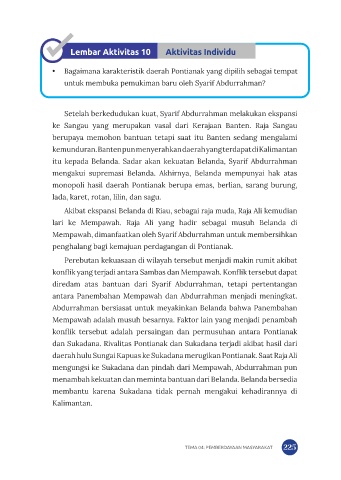 Lembar Aktivitas 10 Aktivitas Individu
• Bagaimana karakteristik daerah Pontianak yang dipilih sebagai tempat
untuk membuka pemukiman baru oleh Syarif Abdurrahman?
Setelah berkedudukan kuat, Syarif Abdurrahman melakukan ekspansi
ke Sangau yang merupakan vasal dari Kerajaan Banten. Raja Sangau
berupaya memohon bantuan tetapi saat itu Banten sedang mengalami
kemunduran. Banten pun menyerahkan daerah yang terdapat di Kalimantan
itu kepada Belanda. Sadar akan kekuatan Belanda, Syarif Abdurrahman
mengakui supremasi Belanda. Akhirnya, Belanda mempunyai hak atas
monopoli hasil daerah Pontianak berupa emas, berlian, sarang burung,
lada, karet, rotan, lilin, dan sagu.
Akibat ekspansi Belanda di Riau, sebagai raja muda, Raja Ali kemudian
lari ke Mempawah. Raja Ali yang hadir sebagai musuh Belanda di
Mempawah, dimanfaatkan oleh Syarif Abdurrahman untuk membersihkan
penghalang bagi kemajuan perdagangan di Pontianak.
Perebutan kekuasaan di wilayah tersebut menjadi makin rumit akibat
konflik yang terjadi antara Sambas dan Mempawah. Konflik tersebut dapat
diredam atas bantuan dari Syarif Abdurrahman, tetapi pertentangan
antara Panembahan Mempawah dan Abdurrahman menjadi meningkat.
Abdurrahman bersiasat untuk meyakinkan Belanda bahwa Panembahan
Mempawah adalah musuh besarnya. Faktor lain yang menjadi penambah
konflik tersebut adalah persaingan dan permusuhan antara Pontianak
dan Sukadana. Rivalitas Pontianak dan Sukadana terjadi akibat hasil dari
daerah hulu Sungai Kapuas ke Sukadana merugikan Pontianak. Saat Raja Ali
mengungsi ke Sukadana dan pindah dari Mempawah, Abdurrahman pun
menambah kekuatan dan meminta bantuan dari Belanda. Belanda bersedia
membantu karena Sukadana tidak pernah mengakui kehadirannya di
Kalimantan.
TEMA 04: PEMBERDAYAAN MASYARAKAT 225